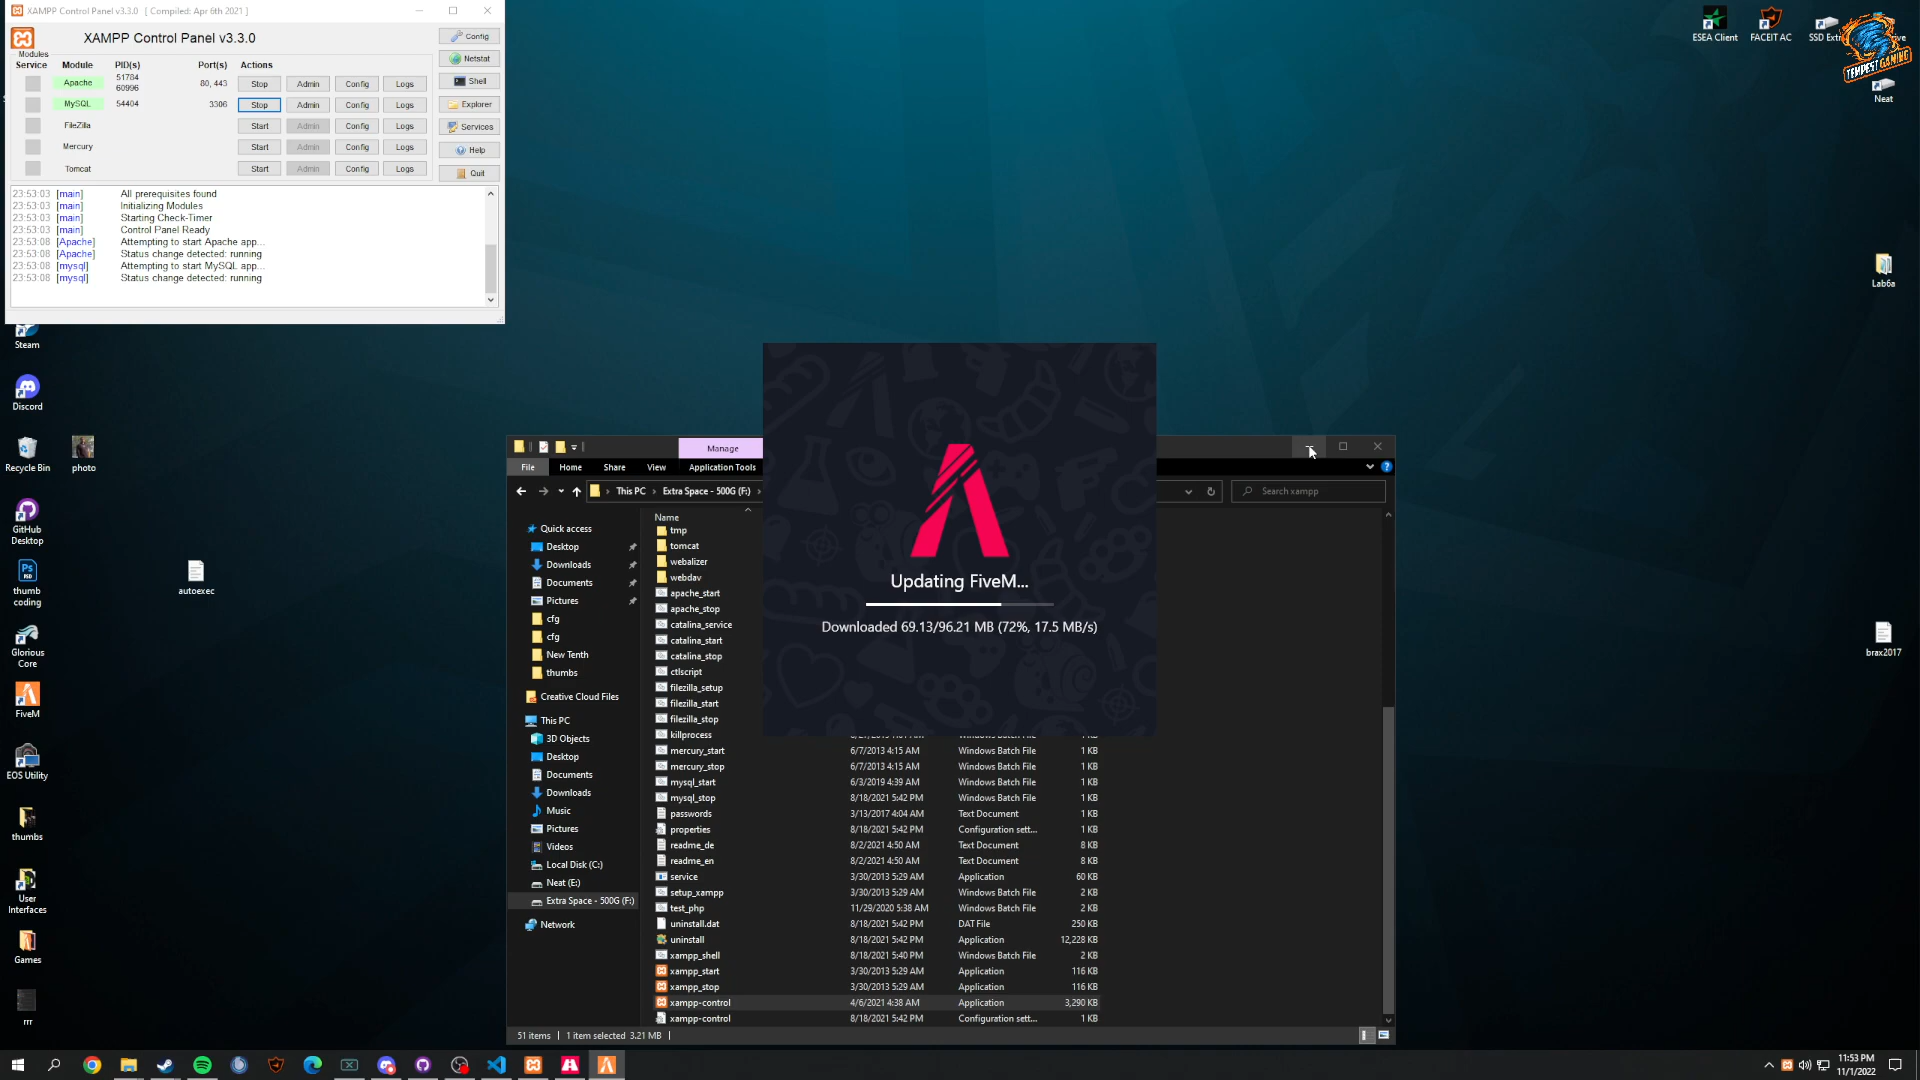 XAMPP Control Panel v3.3.0 [ Compiled: Apr 6th 2021 ]
XAMPP Control Panel v3.3.0
Config
Modules
Service Module PID(s) Port(s) Actions
Netstat
Apache 51784 60996 80, 443 Stop Admin Config Logs
Shell
MySQL 54404 3306 Stop Admin Config Logs
Explorer
FileZilla Start Admin Config Logs
Services
Mercury Start Admin Config Logs
Help
Tomcat Start Admin Config Logs
Quit
23:53:03 [main] All prerequisites found
23:53:03 [main] Initializing Modules
23:53:03 [main] Starting Check-Timer
23:53:03 [main] Control Panel Ready
23:53:08 [Apache] Attempting to start Apache app...
23:53:08 [Apache] Status change detected: running
23:53:08 [mysql] Attempting to start MySQL app...
23:53:08 [mysql] Status change detected: running
ESEA Client
FACEIT AC
TEMPEST GAMING
Neat
Lab6a
brax2017
Steam
Discord
Recycle Bin
photo
GitHub
Desktop
thumb
coding
autoexec
Glorious
Core
FiveM
EOS Utility
thumbs
User
Interfaces
Games
rrr
Manage
File Home Share View Application Tools
This PC Extra Space - 500G (F:)
Search xampp
Quick access
Desktop
Downloads
Documents
Pictures
cfg
cfg
New Tenth
thumbs
Creative Cloud Files
This PC
3D Objects
Desktop
Documents
Downloads
Music
Pictures
Videos
Local Disk (C:)
Neat (E:)
Extra Space - 500G (F:)
Network
Name
tmp
tomcat
webalizer
webdav
apache_start
apache_stop
catalina_service
catalina_start
catalina_stop
ctlscript
filezilla_setup
filezilla_start
filezilla_stop
killprocess Windows Batch File 1 KB
mercury_start 6/7/2013 4:15 AM Windows Batch File 1 KB
mercury_stop 6/7/2013 4:15 AM Windows Batch File 1 KB
mysql_start 6/3/2019 4:39 AM Windows Batch File 1 KB
mysql_stop 8/18/2021 5:42 PM Windows Batch File 1 KB
passwords 3/13/2017 4:04 AM Text Document 1 KB
properties 8/18/2021 5:42 PM Configuration sett... 1 KB
readme_de 8/2/2021 4:50 AM Text Document 8 KB
readme_en 8/2/2021 4:50 AM Text Document 8 KB
service 3/30/2013 5:29 AM Application 60 KB
setup_xampp 3/30/2013 5:29 AM Windows Batch File 2 KB
test_php 11/29/2020 5:38 AM Windows Batch File 2 KB
uninstall.dat 8/18/2021 5:42 PM DAT File 250 KB
uninstall 8/18/2021 5:42 PM Application 12,228 KB
xampp_shell 8/18/2021 5:40 PM Windows Batch File 2 KB
xampp_start 3/30/2013 5:29 AM Application 116 KB
xampp_stop 3/30/2013 5:29 AM Application 116 KB
xampp-control 4/6/2021 4:38 AM Application 3,290 KB
xampp-control 8/18/2021 5:42 PM Configuration sett... 1 KB
51 items 1 item selected 3.21 MB
Updating FiveM...
Downloaded 69.13/96.21 MB (72%, 17.5 MB/s)
11:53 PM
11/1/2022